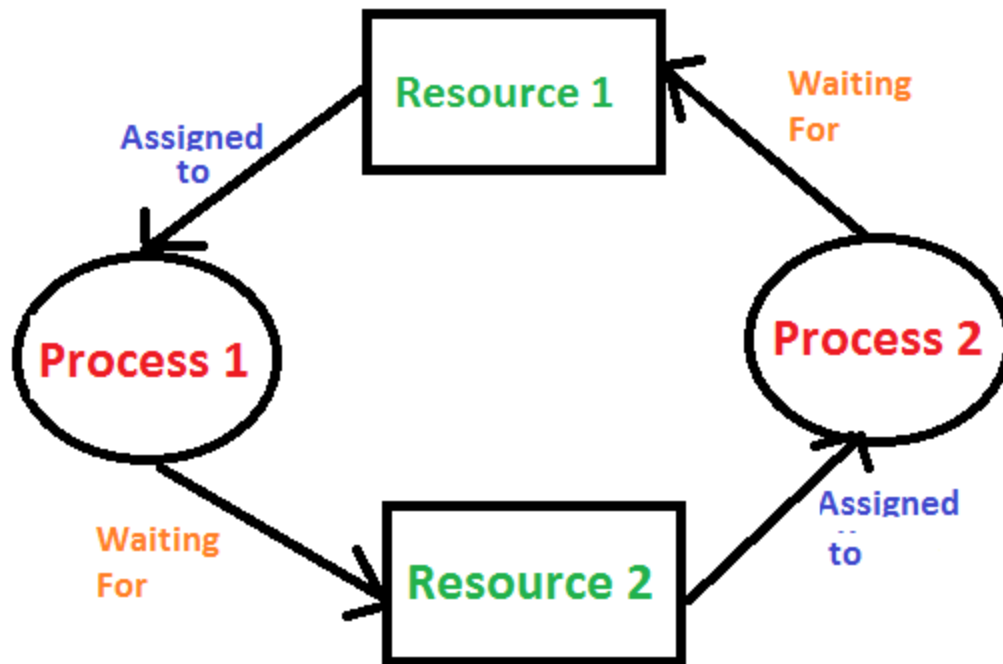 Resource 1
Waiting
For
Assigned
to
Process 1
Process 2
Waiting
For
Resource 2
Assigned
to